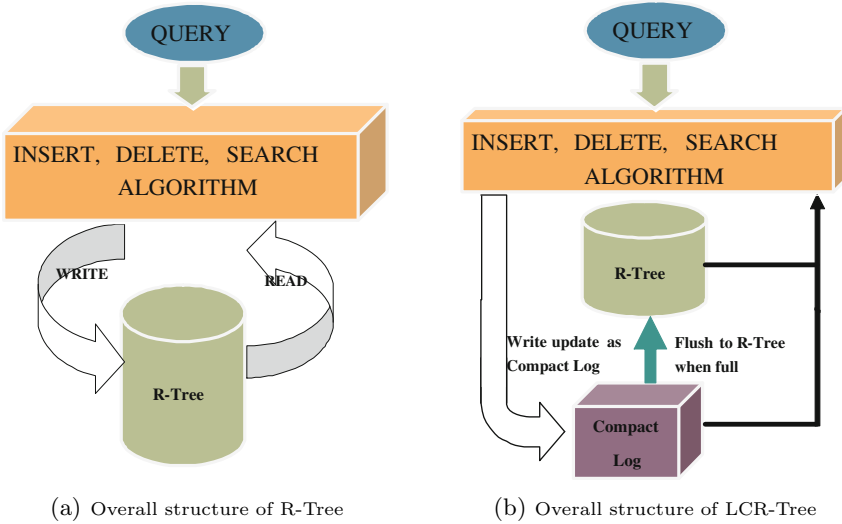 QUERY
INSERT, DELETE, SEARCH
ALGORITHM
WRITE
READ
R-Tree
(a) Overall structure of R-Tree
QUERY
INSERT, DELETE, SEARCH
ALGORITHM
R-Tree
Write update as
Compact Log
Flush to R-Tree
when full
Compact
Log
(b) Overall structure of LCR-Tree